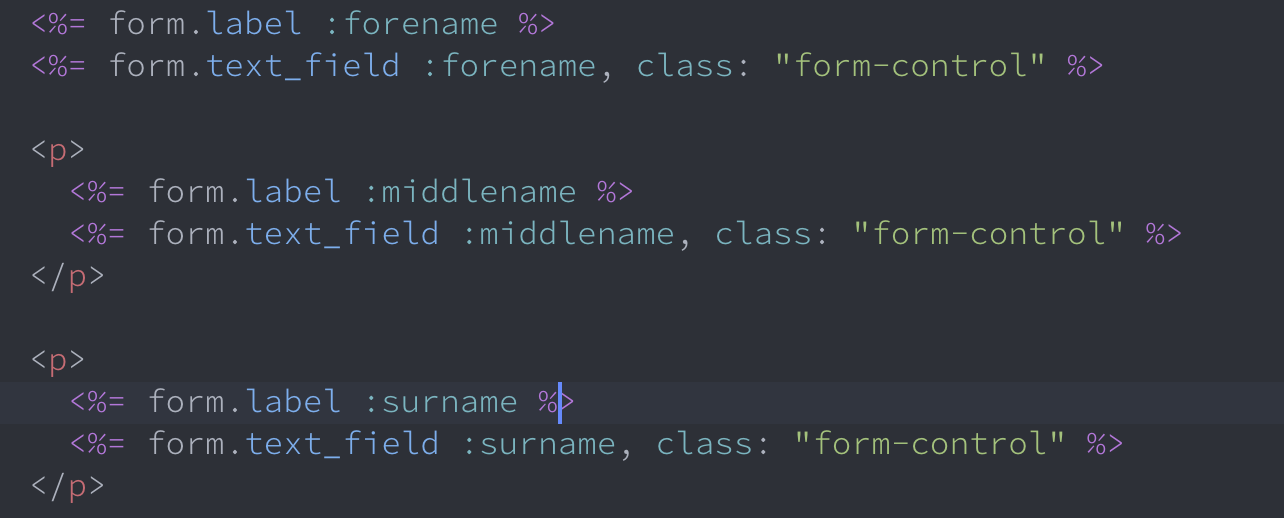 <%= form.label :forename %>
<%= form.text_field :forename, class: "form-control" %>
<p>
<%= form.label :middlename %>
<%= form.text_field :middlename, class: "form-control" %>
</p>
<p>
<%= form.label :surname %>
<%= form.text_field :surname, class: "form-control" %>
</p>